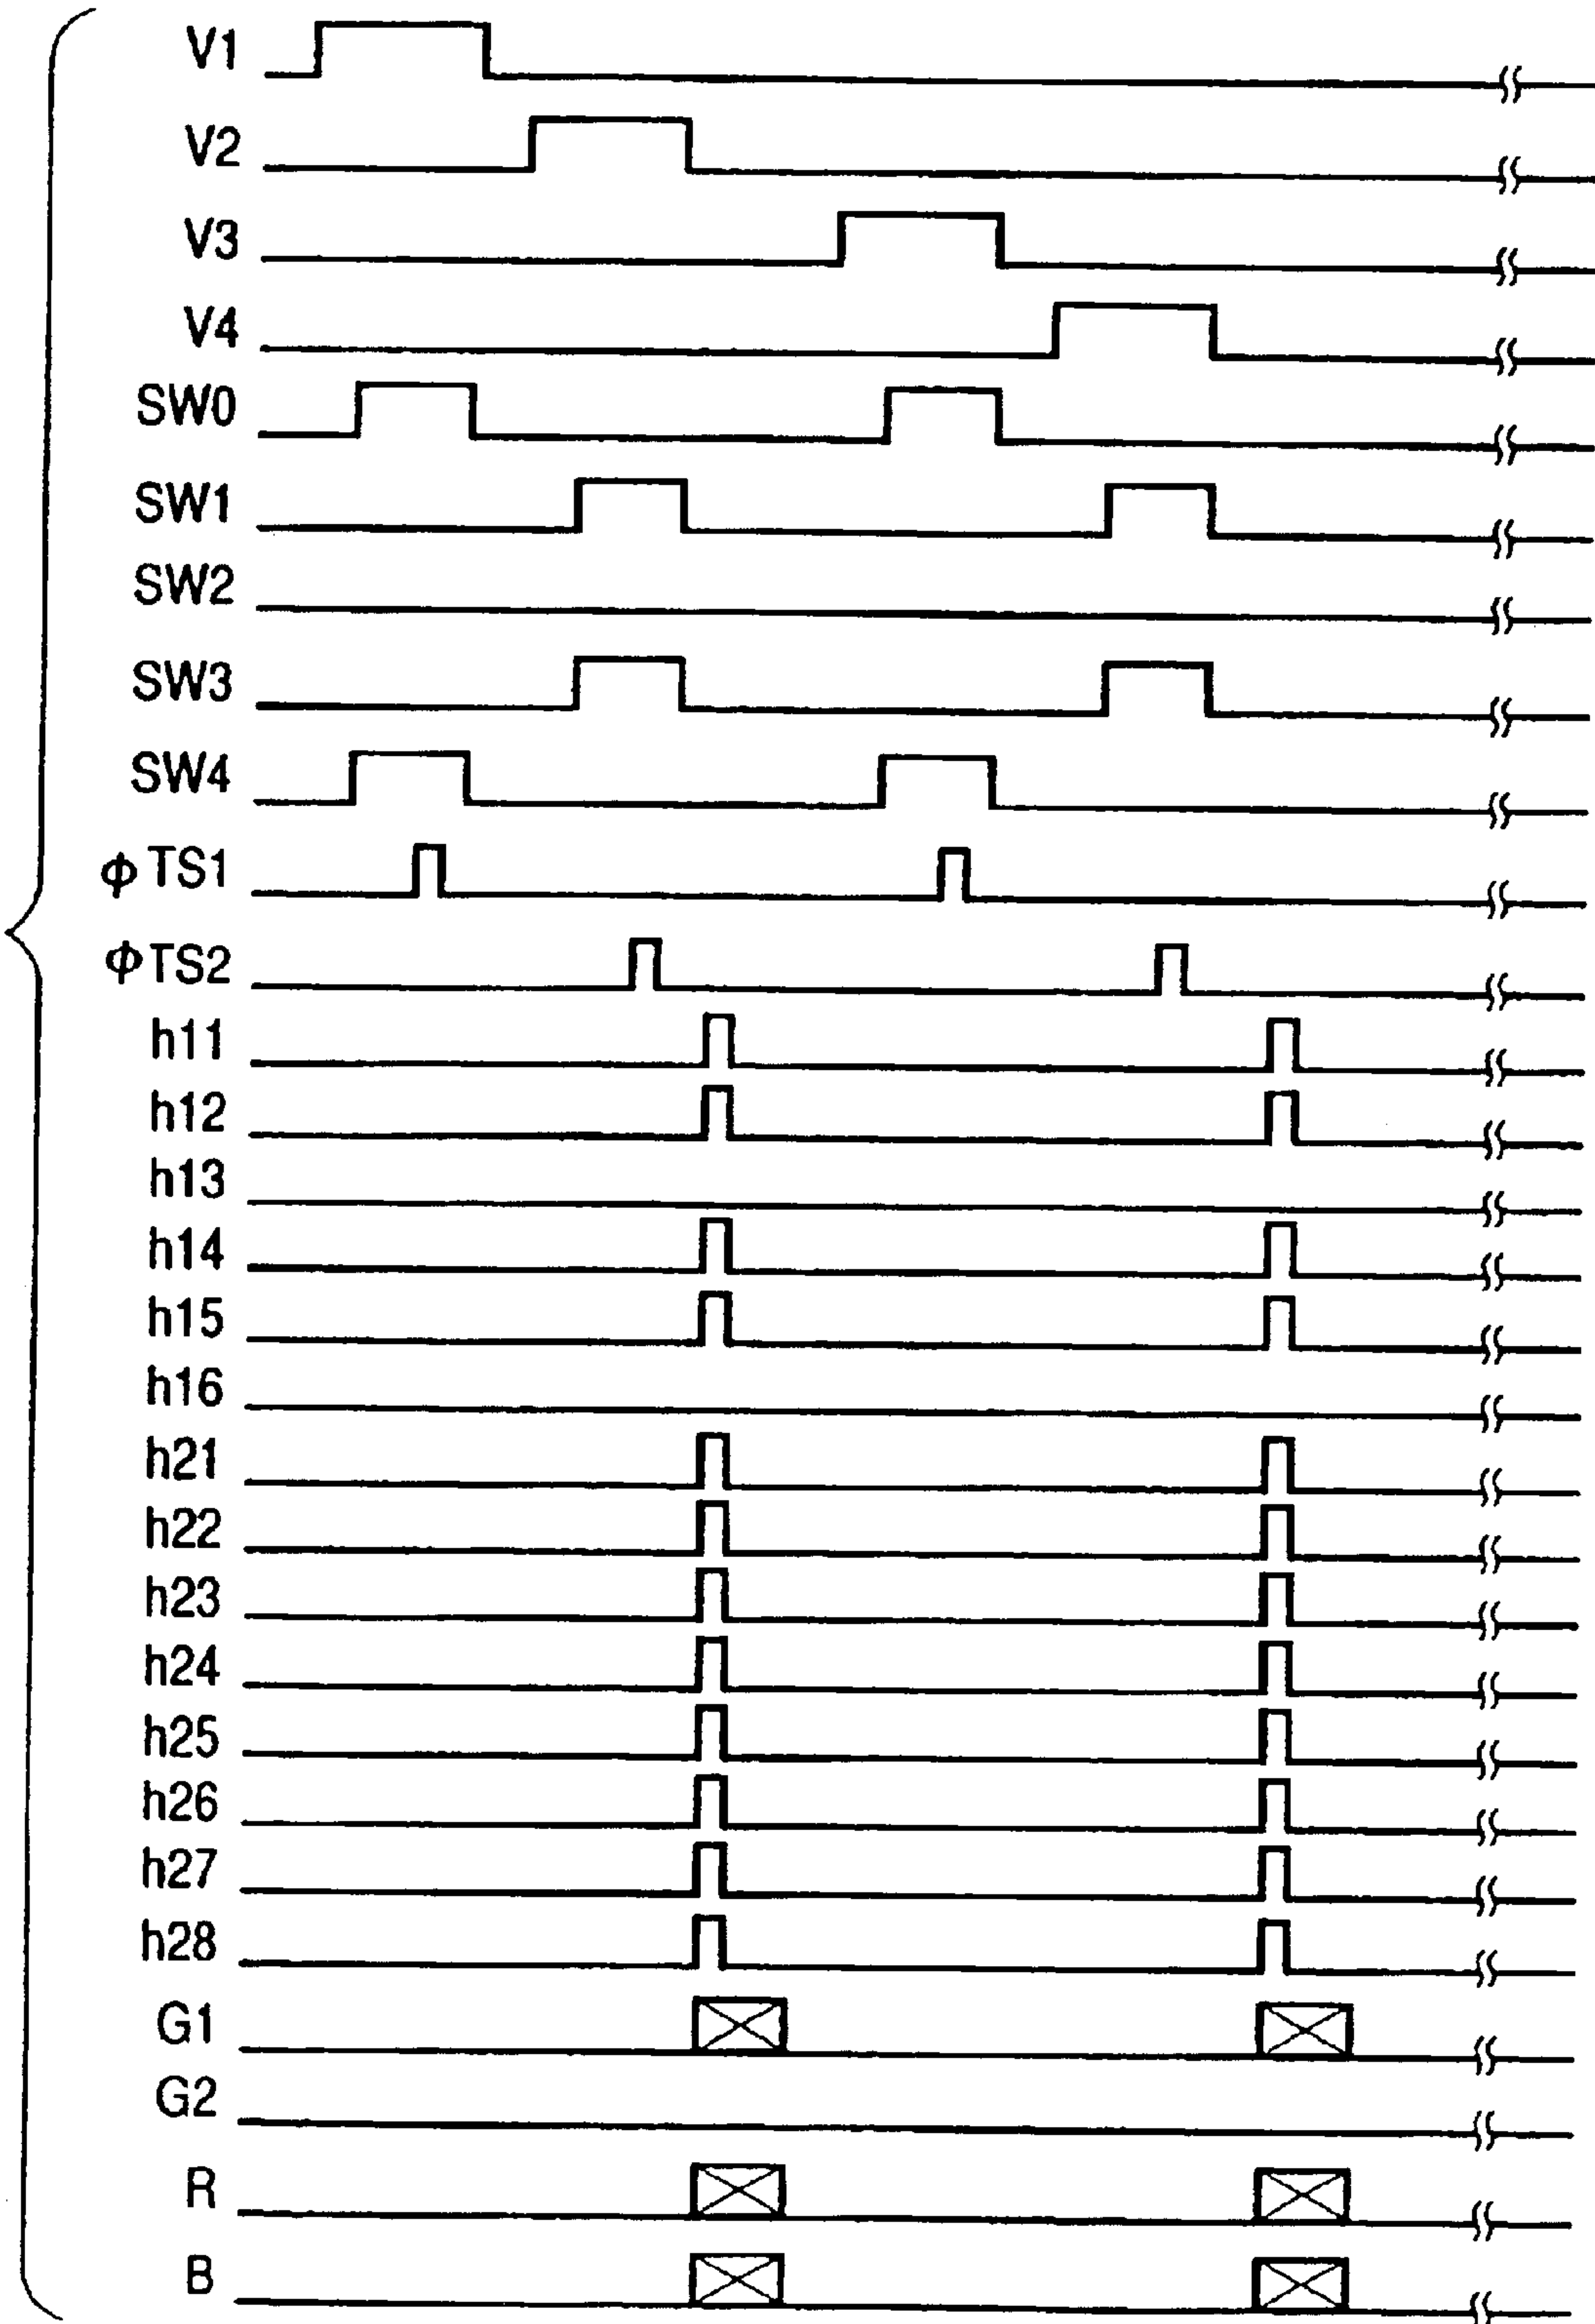 V1
V2
V3
V4
SW0
SW1
SW2
SW3
SW4
ϕTS1
ϕTS2
h11
h12
h13
h14
h15
h16
h21
h22
h23
h24
h25
h26
h27
h28
G1
G2
R
B